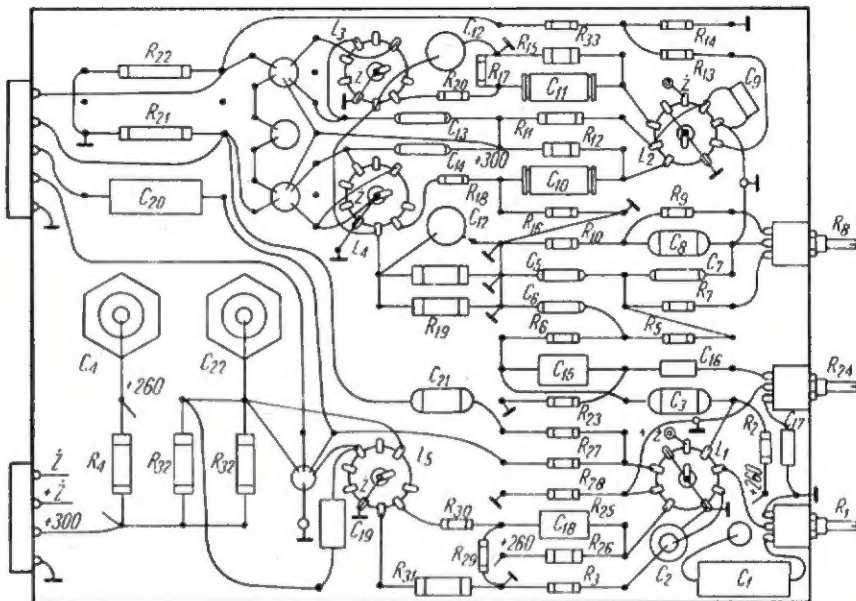 R22
L3
C12
R15
R33
R14
R17
C11
R13
Ż
C9
R20
Ż
R21
C13
R11
L2
C14
+300
R12
C20
Ż
R18
C10
L4
C12
R16
R10
R9
C8
R8
C5
C7
R19
C6
R7
R6
R5
C4
C22
C15
C16
R24
+260
C21
R23
C3
R2
C17
R4
R32
R32
L5
R27
+ Ż
L1
Ż
R28
+260
Ż
+ Ż
+300
C19
R30
C18
R25
R1
R29
+260
R26
R31
R3
C2
C1